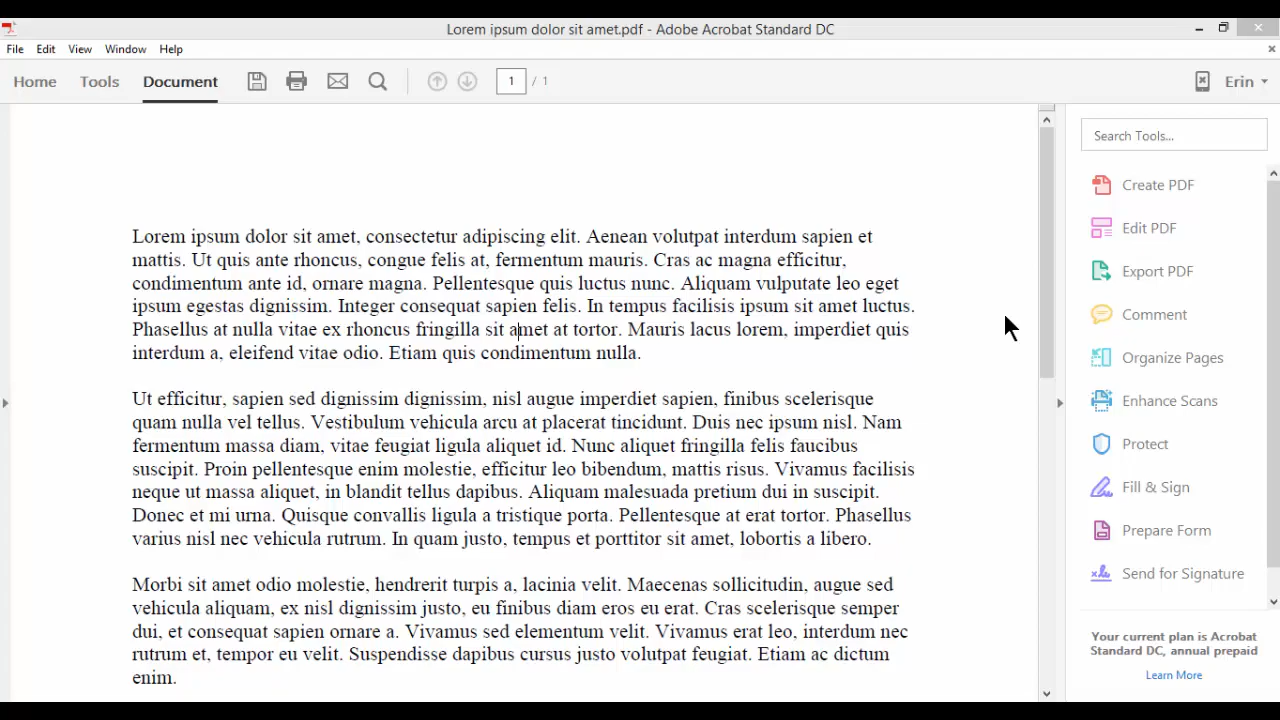 Lorem ipsum dolor sit amet.pdf - Adobe Acrobat Standard DC
File Edit View Window Help
Home Tools Document 1 / 1 Erin
Search Tools...
Create PDF
Edit PDF
Export PDF
Comment
Organize Pages
Enhance Scans
Protect
Fill & Sign
Prepare Form
Send for Signature
Your current plan is Acrobat
Standard DC, annual prepaid
Learn More
Lorem ipsum dolor sit amet, consectetur adipiscing elit. Aenean volutpat interdum sapien et
mattis. Ut quis ante rhoncus, congue felis at, fermentum mauris. Cras ac magna efficitur,
condimentum ante id, ornare magna. Pellentesque quis luctus nunc. Aliquam vulputate leo eget
ipsum egestas dignissim. Integer consequat sapien felis. In tempus facilisis ipsum sit amet luctus.
Phasellus at nulla vitae ex rhoncus fringilla sit amet at tortor. Mauris lacus lorem, imperdiet quis
interdum a, eleifend vitae odio. Etiam quis condimentum nulla.
Ut efficitur, sapien sed dignissim dignissim, nisl augue imperdiet sapien, finibus scelerisque
quam nulla vel tellus. Vestibulum vehicula arcu at placerat tincidunt. Duis nec ipsum nisl. Nam
fermentum massa diam, vitae feugiat ligula aliquet id. Nunc aliquet fringilla felis faucibus
suscipit. Proin pellentesque enim molestie, efficitur leo bibendum, mattis risus. Vivamus facilisis
neque ut massa aliquet, in blandit tellus dapibus. Aliquam malesuada pretium dui in suscipit.
Donec et mi urna. Quisque convallis ligula a tristique porta. Pellentesque at erat tortor. Phasellus
varius nisl nec vehicula rutrum. In quam justo, tempus et porttitor sit amet, lobortis a libero.
Morbi sit amet odio molestie, hendrerit turpis a, lacinia velit. Maecenas sollicitudin, augue sed
vehicula aliquam, ex nisl dignissim justo, eu finibus diam eros eu erat. Cras scelerisque semper
dui, et consequat sapien ornare a. Vivamus sed elementum velit. Vivamus erat leo, interdum nec
rutrum et, tempor eu velit. Suspendisse dapibus cursus justo volutpat feugiat. Etiam ac dictum
enim.